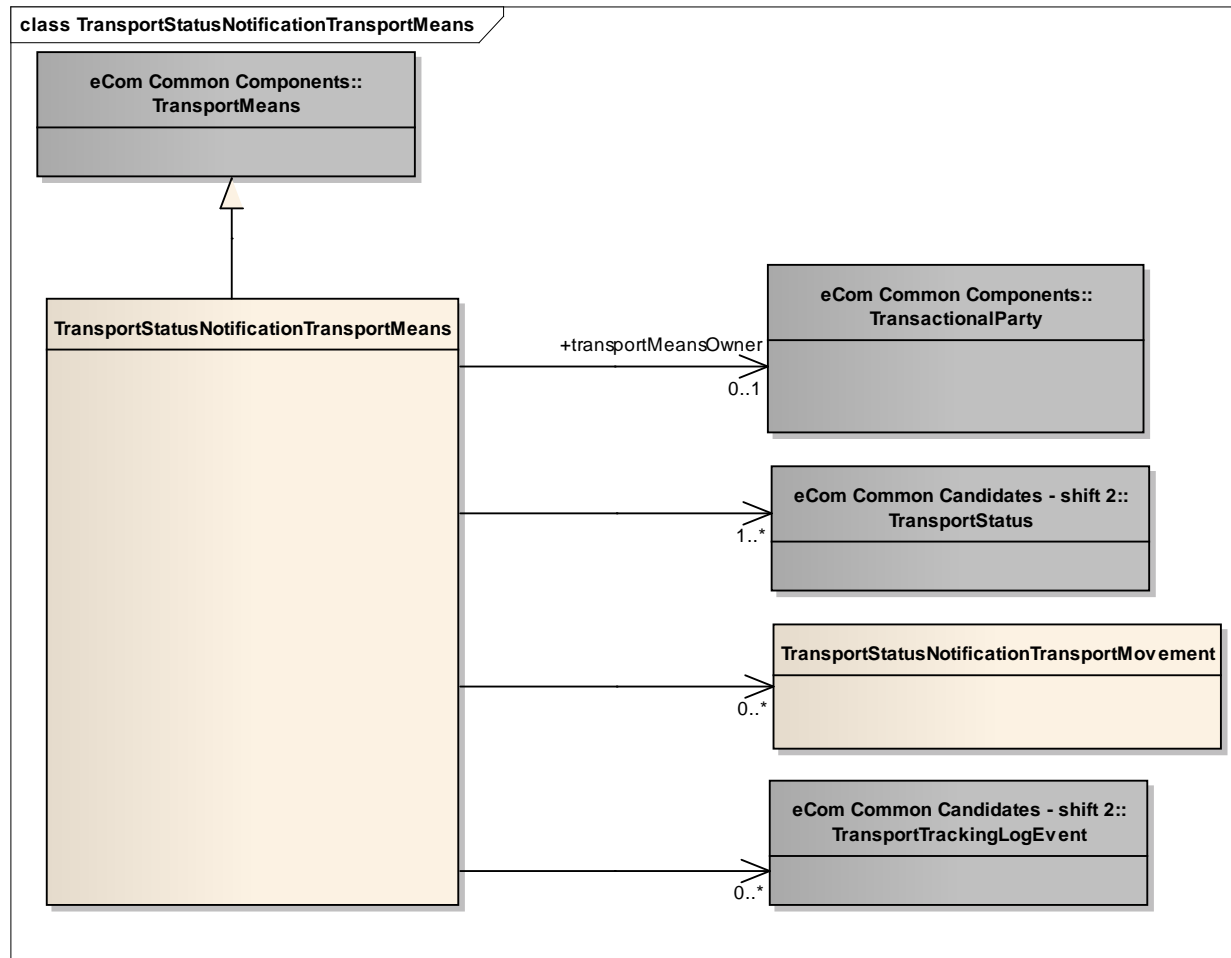 class TransportStatusNotificationTransportMeans
eCom Common Components::
TransportMeans
TransportStatusNotificationTransportMeans
eCom Common Components::
TransactionalParty
+transportMeansOwner
0..1
eCom Common Candidates - shift 2::
TransportStatus
1..*
TransportStatusNotificationTransportMovement
0..*
eCom Common Candidates - shift 2::
TransportTrackingLogEvent
0..*